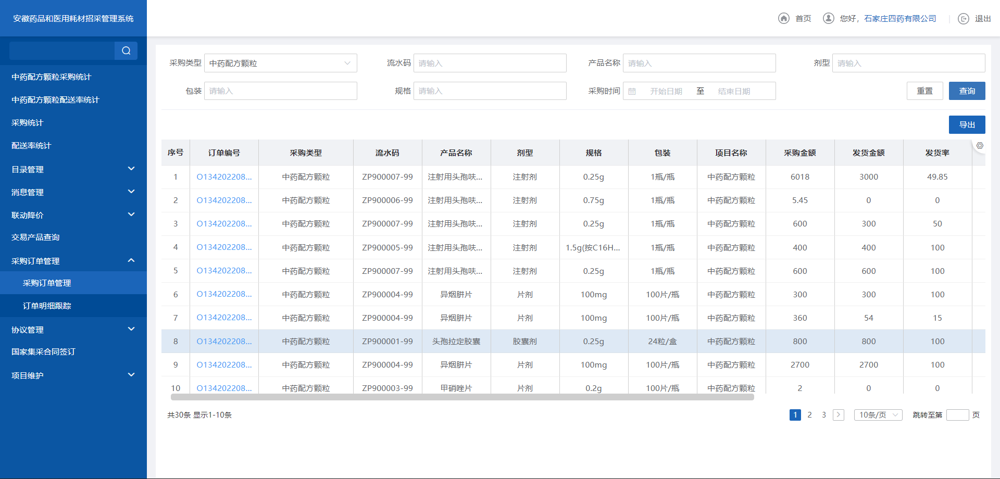 安徽药品和医用耗材招采管理系统
首页 您好，石家庄四药有限公司 退出
中药配方颗粒采购统计
中药配方颗粒配送率统计
采购统计
配送率统计
目录管理
消息管理
联动降价
交易产品查询
采购订单管理
采购订单管理
订单明细跟踪
协议管理
国家集采合同签订
项目维护
采购类型 中药配方颗粒 流水码 请输入 产品名称 请输入 剂型 请输入
包装 请输入 规格 请输入 采购时间 开始日期 至 结束日期 重置 查询
导出
序号 订单编号 采购类型 流水码 产品名称 剂型 规格 包装 项目名称 采购金额 发货金额 发货率
1 O134202208... 中药配方颗粒 ZP900007-99 注射用头孢呋... 注射剂 0.25g 1瓶/瓶 中药配方颗粒 6018 3000 49.85
2 O134202208... 中药配方颗粒 ZP900006-99 注射用头孢呋... 注射剂 0.75g 1瓶/瓶 中药配方颗粒 5.45 0 0
3 O134202208... 中药配方颗粒 ZP900007-99 注射用头孢呋... 注射剂 0.25g 1瓶/瓶 中药配方颗粒 600 300 50
4 O134202208... 中药配方颗粒 ZP900005-99 注射用头孢呋... 注射剂 1.5g(按C16H... 1瓶/瓶 中药配方颗粒 400 400 100
5 O134202208... 中药配方颗粒 ZP900007-99 注射用头孢呋... 注射剂 0.25g 1瓶/瓶 中药配方颗粒 600 600 100
6 O134202208... 中药配方颗粒 ZP900004-99 异烟肼片 片剂 100mg 100片/瓶 中药配方颗粒 300 300 100
7 O134202208... 中药配方颗粒 ZP900004-99 异烟肼片 片剂 100mg 100片/瓶 中药配方颗粒 360 54 15
8 O134202208... 中药配方颗粒 ZP900001-99 头孢拉定胶囊 胶囊剂 0.25g 24粒/盒 中药配方颗粒 800 800 100
9 O134202208... 中药配方颗粒 ZP900004-99 异烟肼片 片剂 100mg 100片/瓶 中药配方颗粒 2700 2700 100
10 O134202208... 中药配方颗粒 ZP900003-99 甲硝唑片 片剂 0.2g 100片/瓶 中药配方颗粒 2 0 0
共30条 显示1-10条 1 2 3 10条/页 跳转至第 页